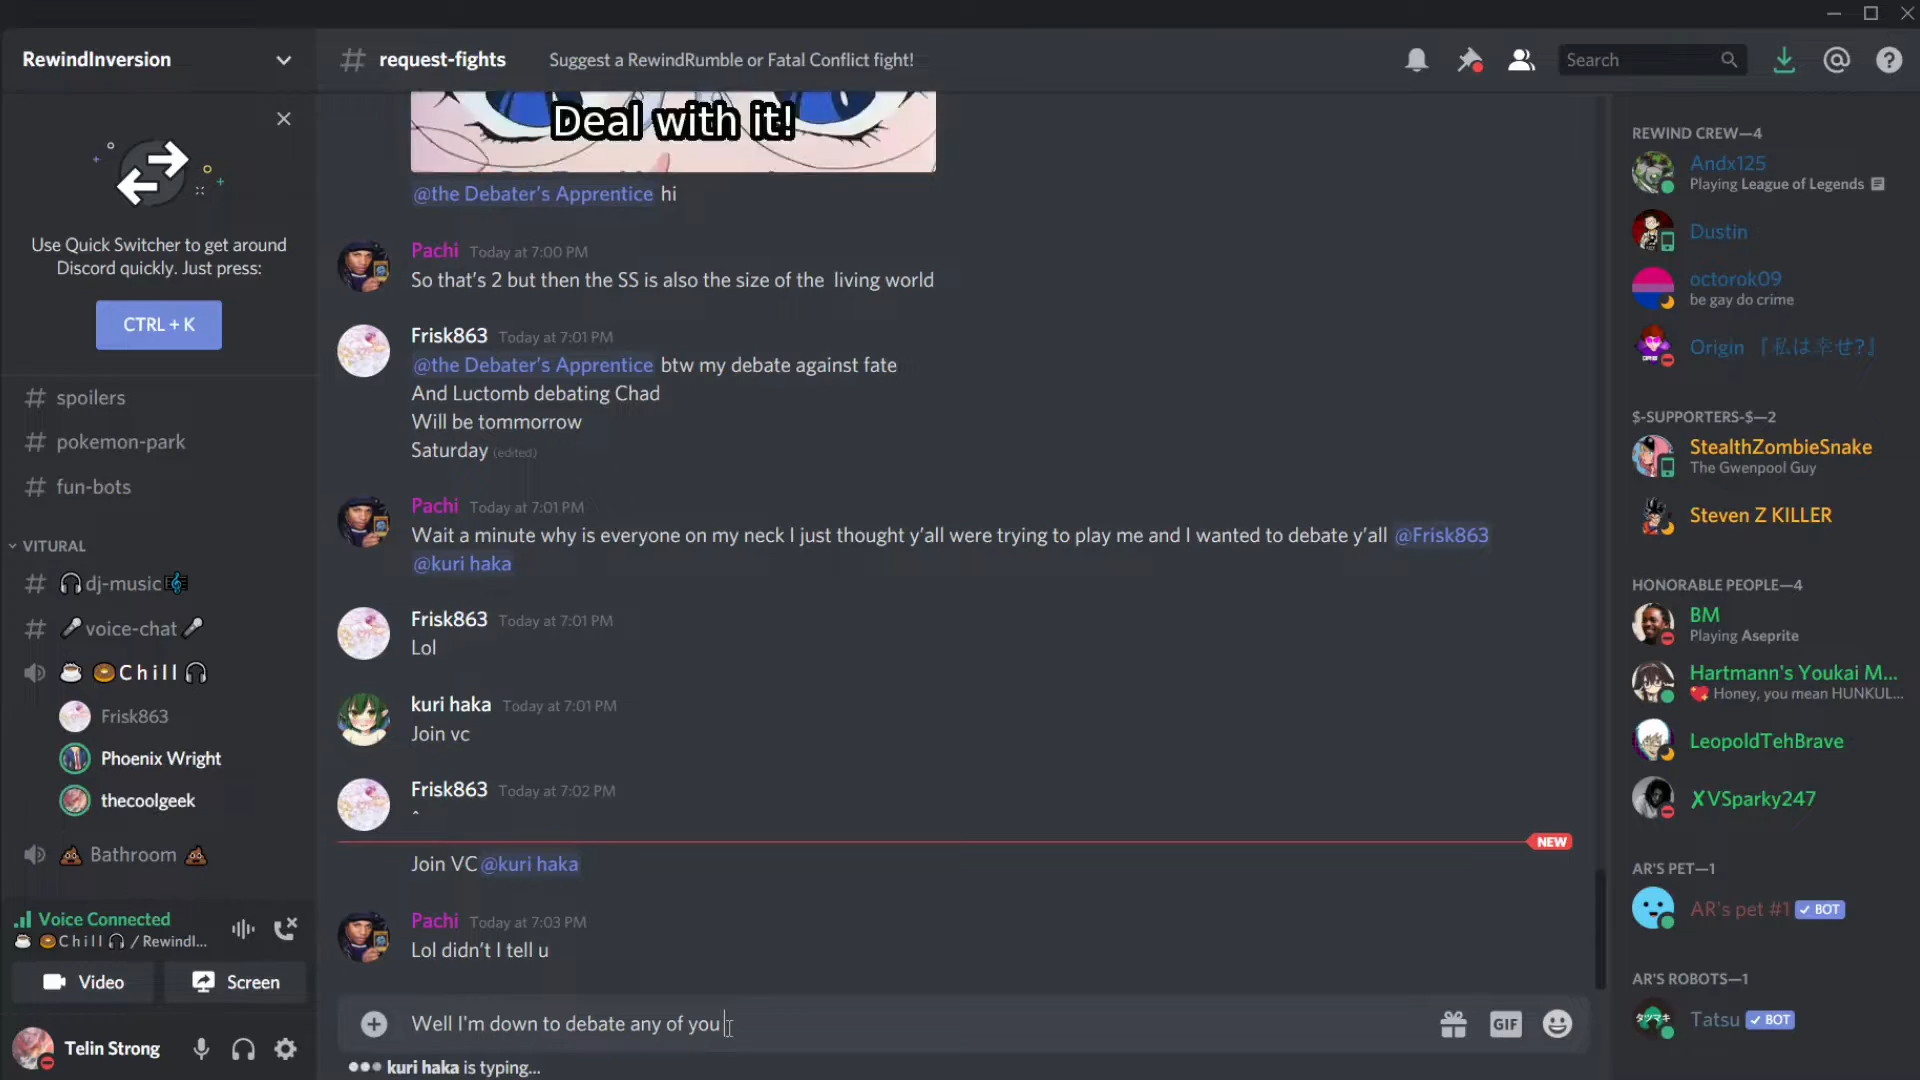 RewindInversion
Use Quick Switcher to get around
Discord quickly. Just press:
CTRL + K
spoilers
pokemon-park
fun-bots
VITURAL
dj-music
voice-chat
Chill
Frisk863
Phoenix Wright
thecoolgeek
Bathroom
Voice Connected
Chill / RewindI...
Video
Screen
Telin Strong
# request-fights
Suggest a RewindRumble or Fatal Conflict fight!
Search
Deal with it!
@the Debater's Apprentice hi
Pachi Today at 7:00 PM
So that's 2 but then the SS is also the size of the living world
Frisk863 Today at 7:01 PM
@the Debater's Apprentice btw my debate against fate
And Luctomb debating Chad
Will be tommorrow
Saturday (edited)
Pachi Today at 7:01 PM
Wait a minute why is everyone on my neck I just thought y'all were trying to play me and I wanted to debate y'all @Frisk863
@kuri haka
Frisk863 Today at 7:01 PM
Lol
kuri haka Today at 7:01 PM
Join vc
Frisk863 Today at 7:02 PM
^
NEW
Join VC @kuri haka
Pachi Today at 7:03 PM
Lol didn't I tell u
Well I'm down to debate any of you
GIF
kuri haka is typing...
REWIND CREW—4
Andx125
Playing League of Legends
Dustin
octorok09
be gay do crime
Origin 『私は幸せ?』
$-SUPPORTERS-$—2
StealthZombieSnake
The Gwenpool Guy
Steven Z KILLER
HONORABLE PEOPLE—4
BM
Playing Aseprite
Hartmann's Youkai M...
Honey, you mean HUNKUL...
LeopoldTehBrave
✗VSparky247
AR'S PET—1
AR's pet #1 ✓ BOT
AR'S ROBOTS—1
タツマキ
Tatsu ✓ BOT